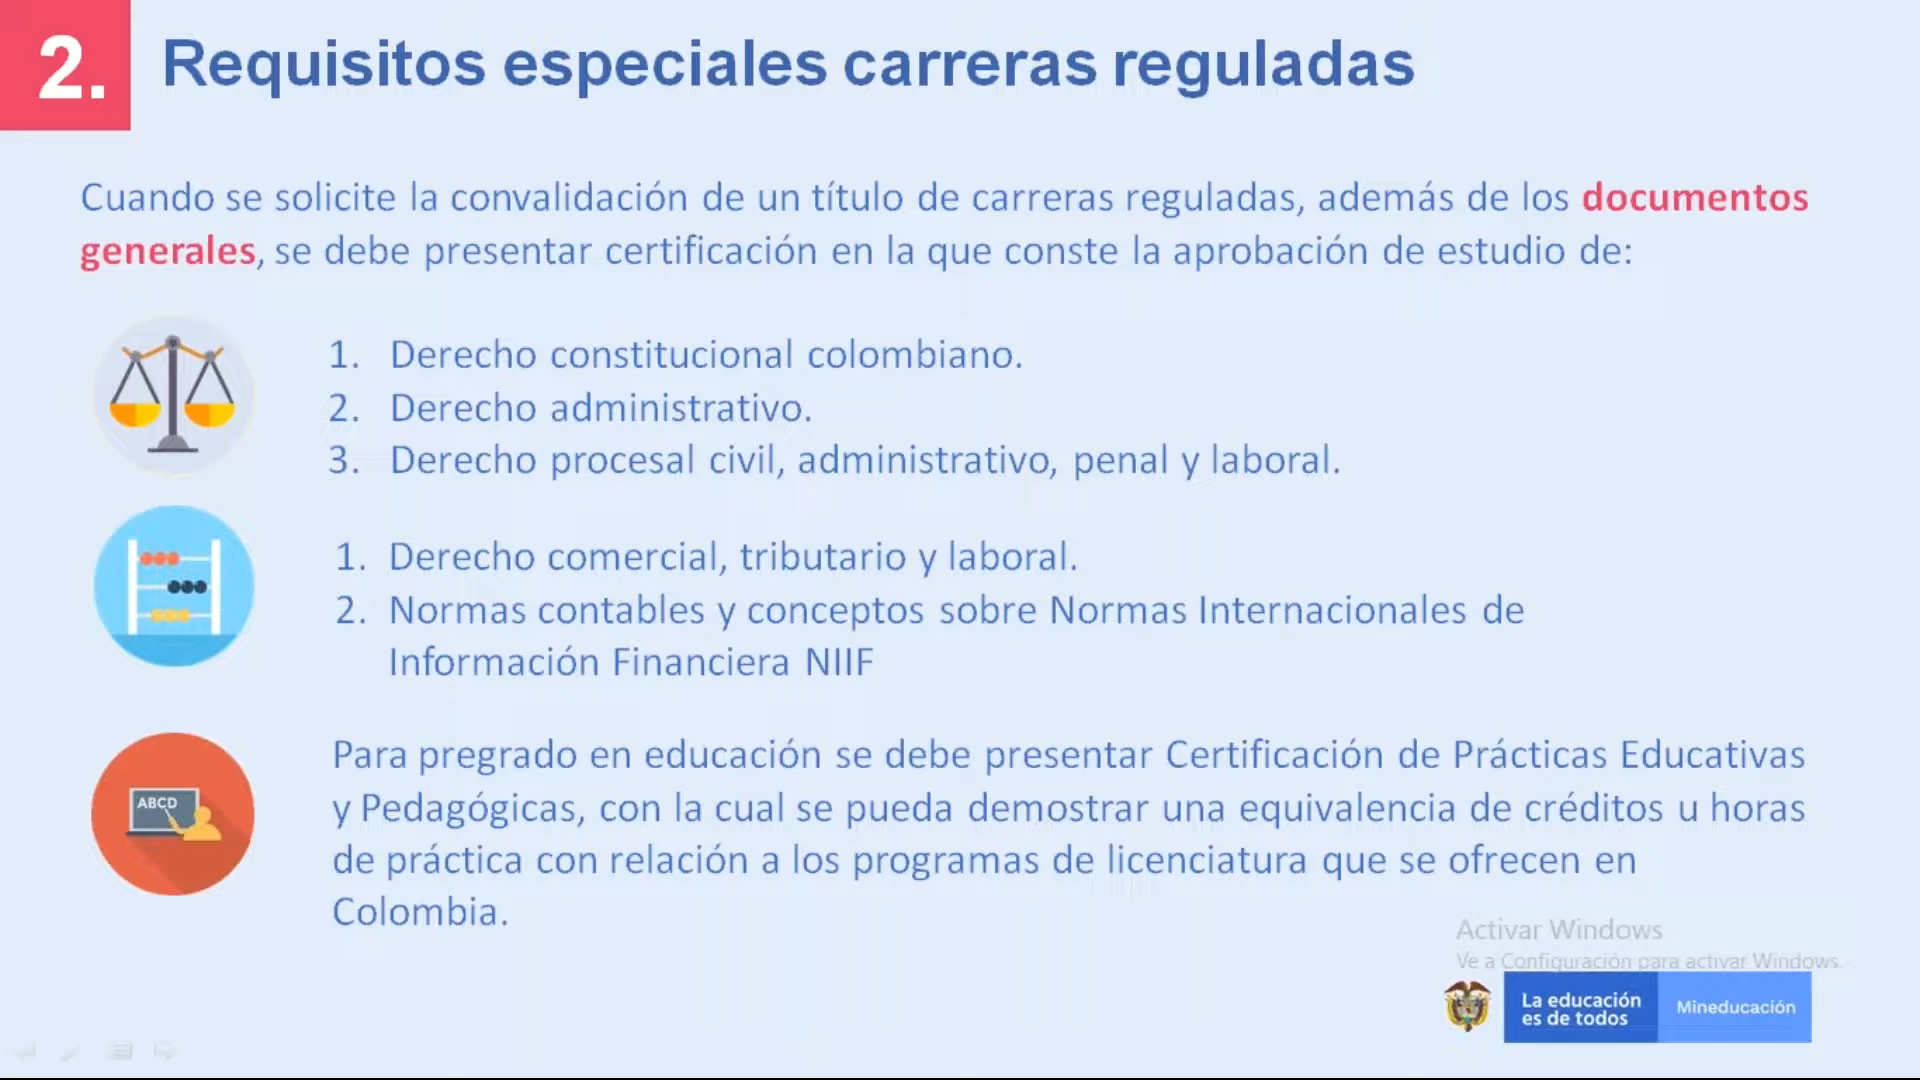 2.
Requisitos especiales carreras reguladas
Cuando se solicite la convalidación de un título de carreras reguladas, además de los documentos
generales, se debe presentar certificación en la que conste la aprobación de estudio de:
1. Derecho constitucional colombiano.
2. Derecho administrativo.
3. Derecho procesal civil, administrativo, penal y laboral.
1. Derecho comercial, tributario y laboral.
2. Normas contables y conceptos sobre Normas Internacionales de
Información Financiera NIIF
ABCD
Para pregrado en educación se debe presentar Certificación de Prácticas Educativas
y Pedagógicas, con la cual se pueda demostrar una equivalencia de créditos u horas
de práctica con relación a los programas de licenciatura que se ofrecen en
Colombia.
Activar Windows
Ve a Configuración para activar Windows.
La educación
es de todos
Mineducación